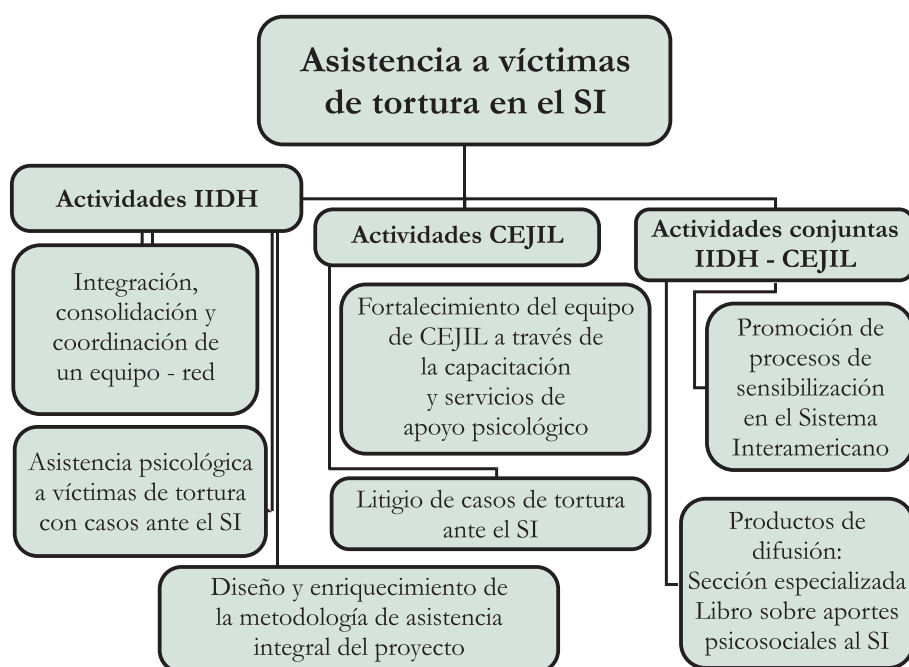 Asistencia a víctimas
de tortura en el SI
Actividades IIDH
Integración,
consolidación y
coordinación de
un equipo - red
Asistencia psicológica
a víctimas de tortura
con casos ante el SI
Diseño y enriquecimiento de
la metodología de asistencia
integral del proyecto
Actividades CEJIL
Fortalecimiento del equipo
de CEJIL a través de
la capacitación
y servicios de
apoyo psicológico
Litigio de casos de tortura
ante el SI
Actividades conjuntas
IIDH - CEJIL
Promoción de
procesos de
sensibilización
en el Sistema
Interamericano
Productos de
difusión:
Sección especializada
Libro sobre aportes
psicosociales al SI